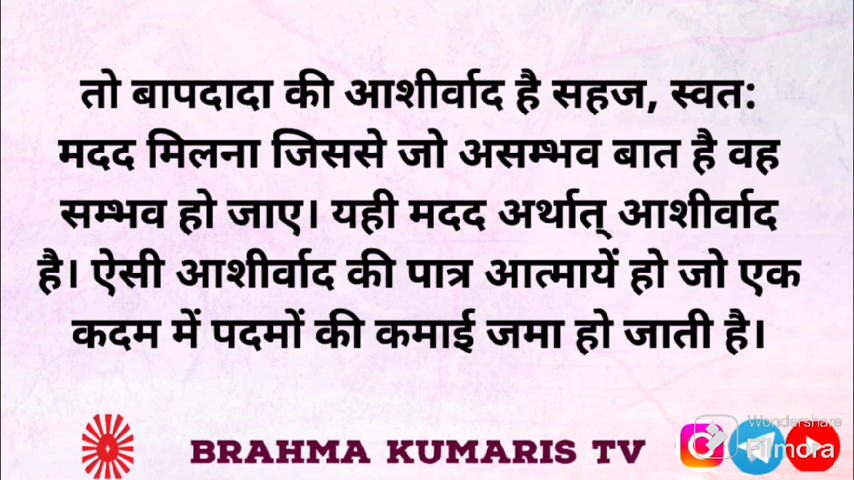 तो बापदादा की आशीर्वाद है सहज, स्वत:
मदद मिलना जिससे जो असम्भव बात है वह
सम्भव हो जाए। यही मदद अर्थात् आशीर्वाद
है। ऐसी आशीर्वाद की पात्र आत्मायें हो जो एक
कदम में पदमों की कमाई जमा हो जाती है।
BRAHMA KUMARIS TV
Wondershare
Filmora